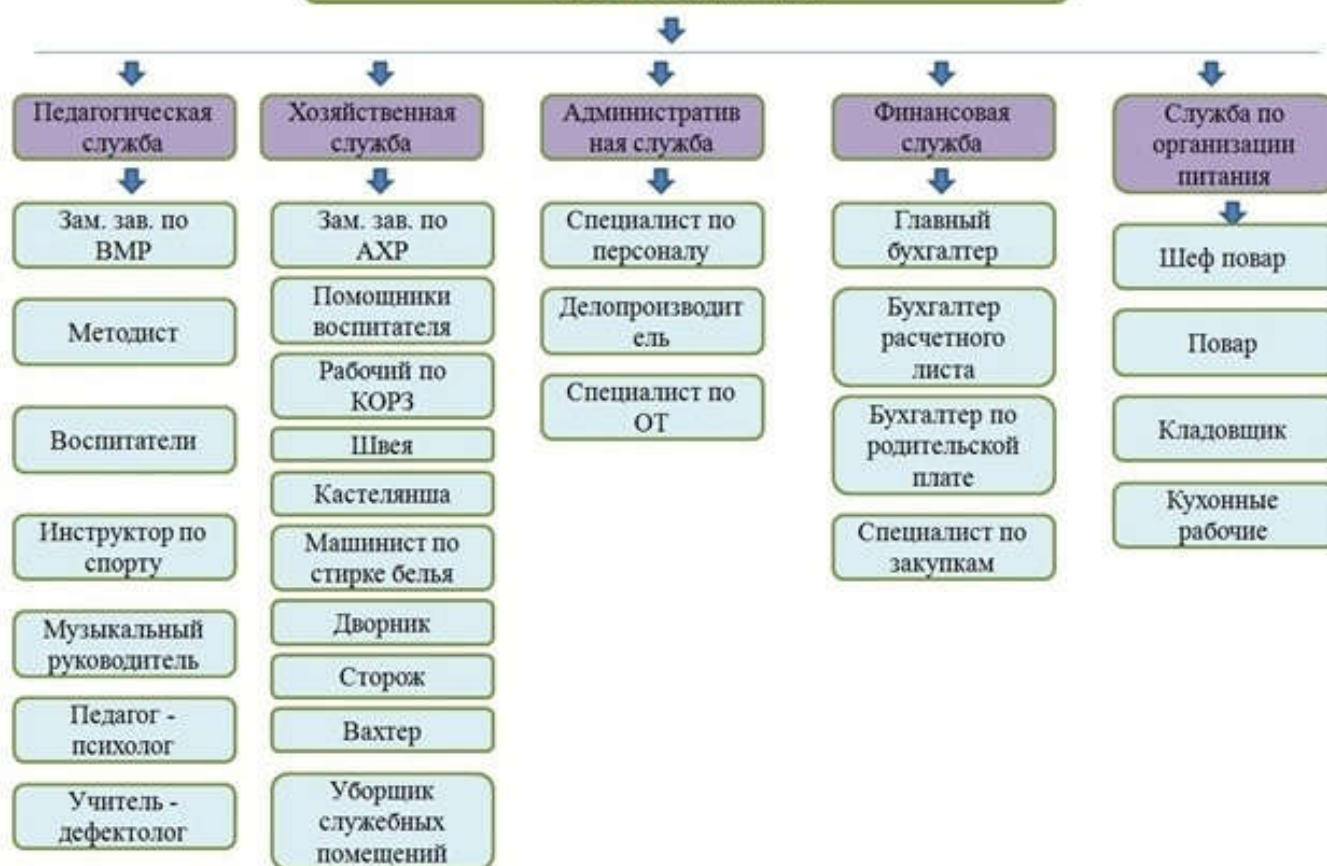 Педагогическая
служба
Зам. зав. по
ВМР
Методист
Воспитатели
Инструктор по
спорту
Музыкальный
руководитель
Педагог -
психолог
Учитель -
дефектолог
Хозяйственная
служба
Зам. зав. по
АХР
Помощники
воспитателя
Рабочий по
КОРЗ
Швея
Кастелянша
Машинист по
стирке белья
Дворник
Сторож
Вахтер
Уборщик
служебных
помещений
Административ
ная служба
Специалист по
персоналу
Делопроизводит
ель
Специалист по
ОТ
Финансовая
служба
Главный
бухгалтер
Бухгалтер
расчетного
листа
Бухгалтер по
родительской
плате
Специалист по
закупкам
Служба по
организации
питания
Шеф повар
Повар
Кладовщик
Кухонные
рабочие